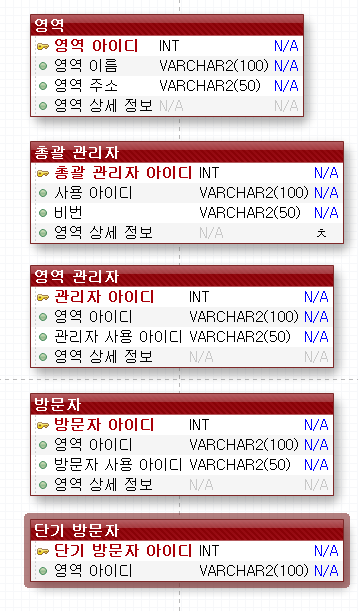 영역
영역 아이디 INT N/A
영역 이름 VARCHAR2(100) N/A
영역 주소 VARCHAR2(50) N/A
영역 상세 정보 N/A N/A
총괄 관리자
총괄 관리자 아이디 INT N/A
사용 아이디 VARCHAR2(100) N/A
비번 VARCHAR2(50) N/A
영역 상세 정보 N/A ㅊ
영역 관리자
관리자 아이디 INT N/A
영역 아이디 VARCHAR2(100) N/A
관리자 사용 아이디 VARCHAR2(50) N/A
영역 상세 정보 N/A N/A
방문자
방문자 아이디 INT N/A
영역 아이디 VARCHAR2(100) N/A
방문자 사용 아이디 VARCHAR2(50) N/A
영역 상세 정보 N/A N/A
단기 방문자
단기 방문자 아이디 INT N/A
영역 아이디 VARCHAR2(100) N/A